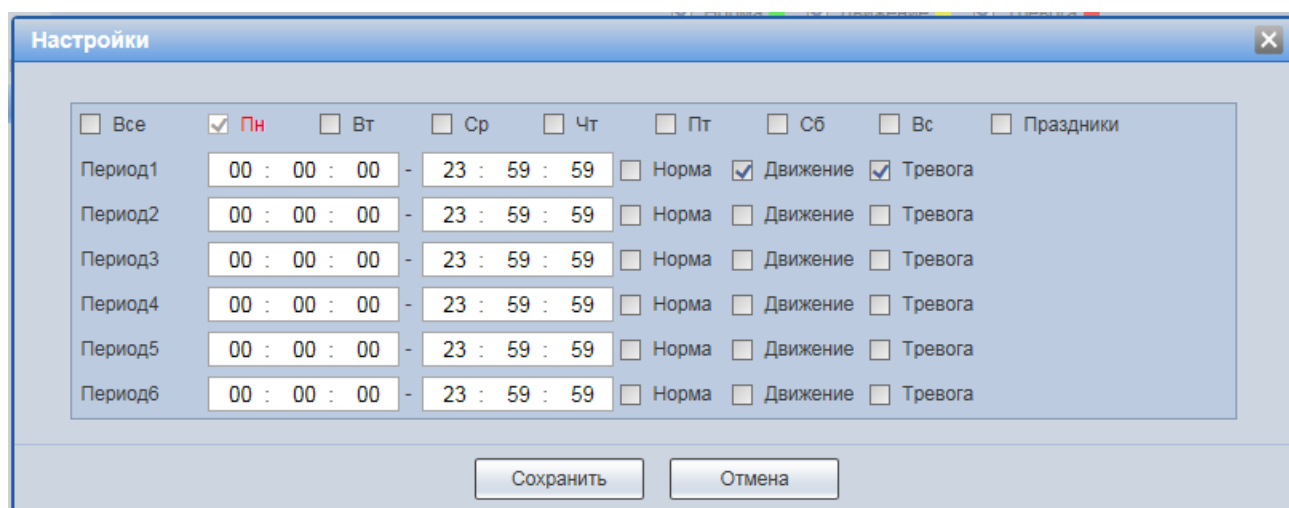 Норма Движение Тревога
Настройки
Все Пн Вт Ср Чт Пт Сб Вс Праздники
Период1 00 : 00 : 00 - 23 : 59 : 59 Норма Движение Тревога
Период2 00 : 00 : 00 - 23 : 59 : 59 Норма Движение Тревога
Период3 00 : 00 : 00 - 23 : 59 : 59 Норма Движение Тревога
Период4 00 : 00 : 00 - 23 : 59 : 59 Норма Движение Тревога
Период5 00 : 00 : 00 - 23 : 59 : 59 Норма Движение Тревога
Период6 00 : 00 : 00 - 23 : 59 : 59 Норма Движение Тревога
Сохранить Отмена